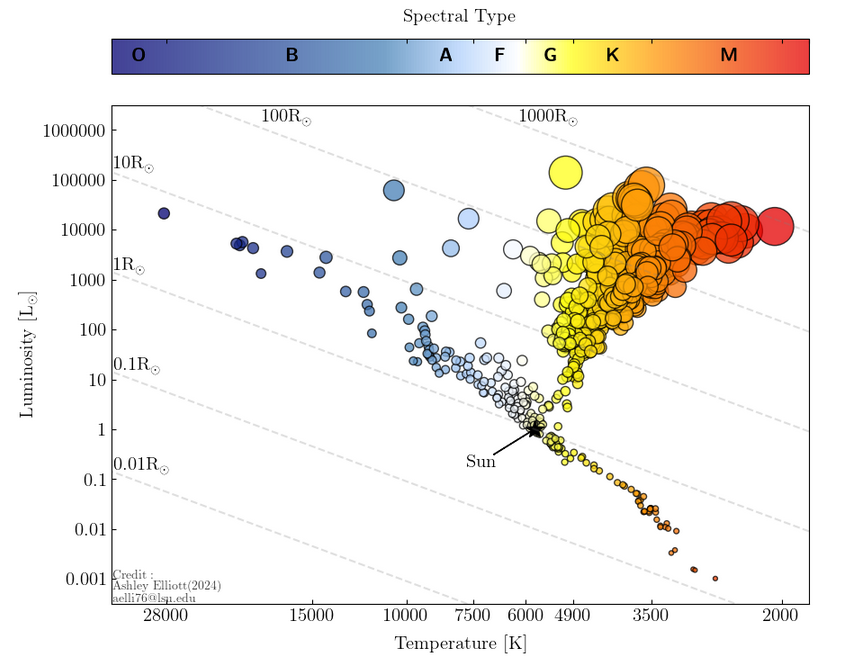 Spectral Type
O B A F G K M
1000000
100000
10000
1000
100
10
1
0.1
0.01
0.001
Luminosity [L☉]
100R☉
1000R☉
10R☉
1R☉
0.1R☉
0.01R☉
Sun
Credit :
Ashley Elliott(2024)
aelli76@lsu.edu
28000 15000 10000 7500 6000 4900 3500 2000
Temperature [K]